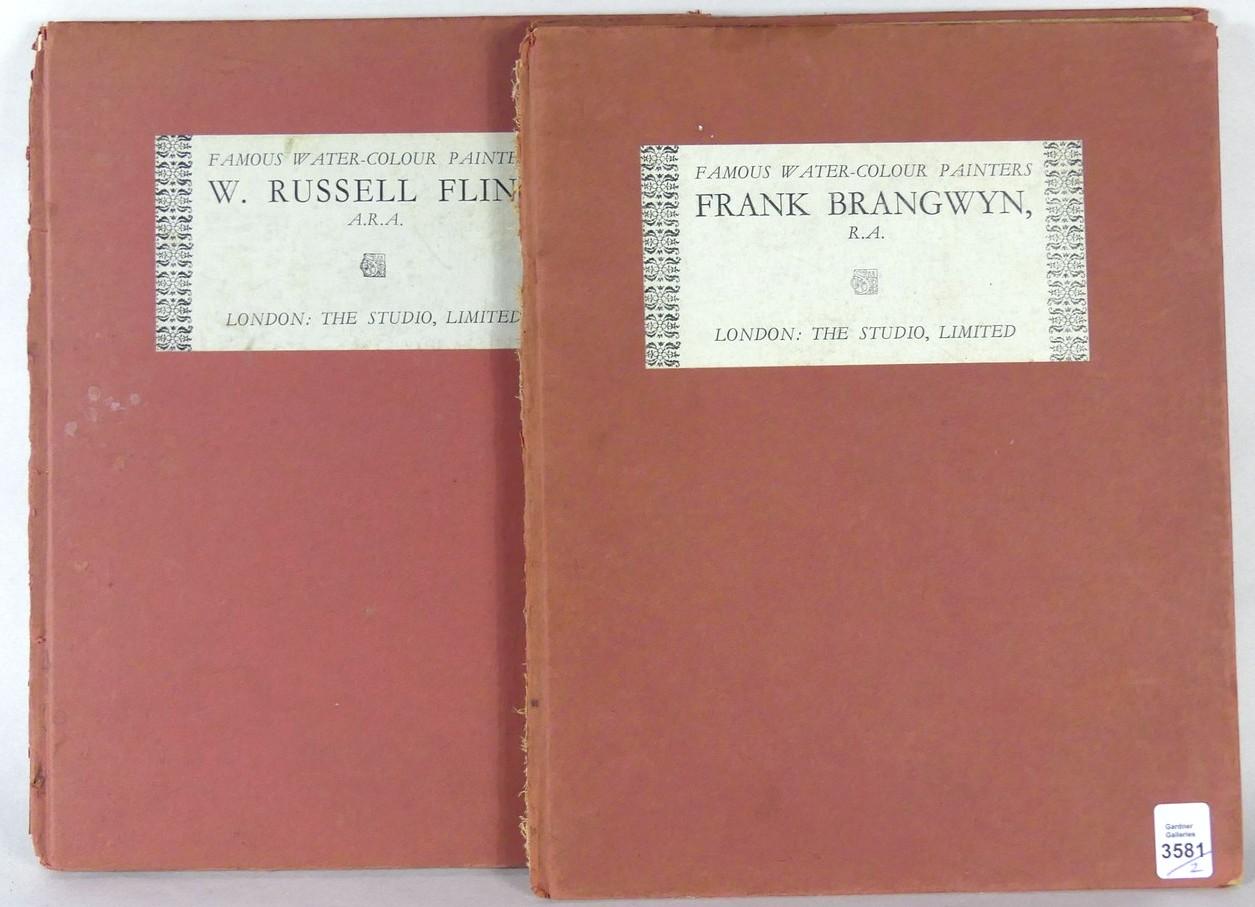 FAMOUS WATER-COLOUR PAINTE
W. RUSSELL FLIN
A.R.A.
LONDON: THE STUDIO, LIMITED
FAMOUS WATER-COLOUR PAINTERS
FRANK BRANGWYN,
R.A.
LONDON: THE STUDIO, LIMITED
Gardner
Galleries
3581
2